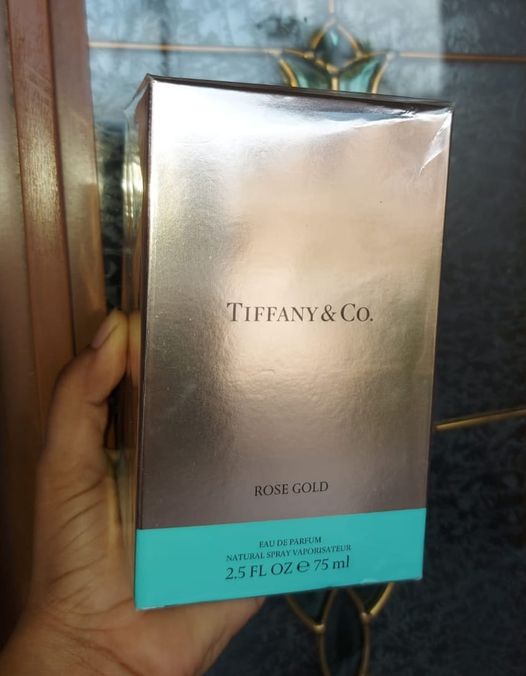 TIFFANY & CO.
ROSE GOLD
EAU DE PARFUM
NATURAL SPRAY VAPORISATEUR
2.5 FL OZ ℮ 75 ml